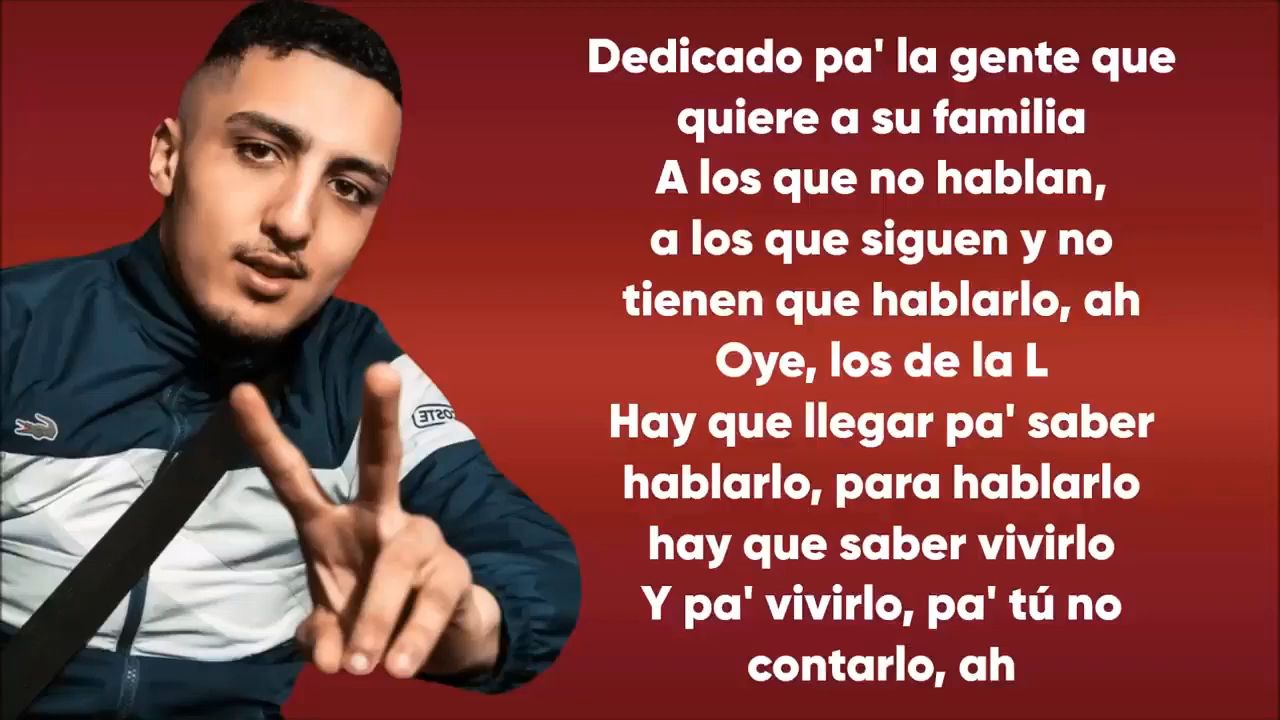 Dedicado pa' la gente que
quiere a su familia
A los que no hablan,
a los que siguen y no
tienen que hablarlo, ah
Oye, los de la L
Hay que llegar pa' saber
hablarlo, para hablarlo
hay que saber vivirlo
Y pa' vivirlo, pa' tú no
contarlo, ah